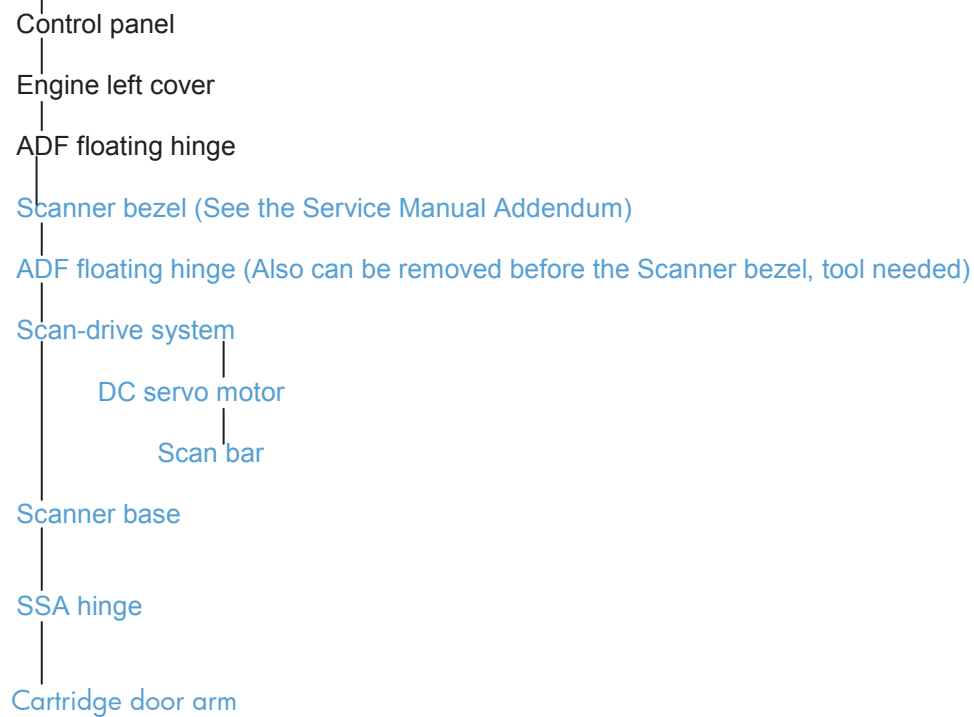 Control panel
Engine left cover
ADF floating hinge
Scanner bezel (See the Service Manual Addendum)
ADF floating hinge (Also can be removed before the Scanner bezel, tool needed)
Scan-drive system
DC servo motor
Scan bar
Scanner base
SSA hinge
Cartridge door arm